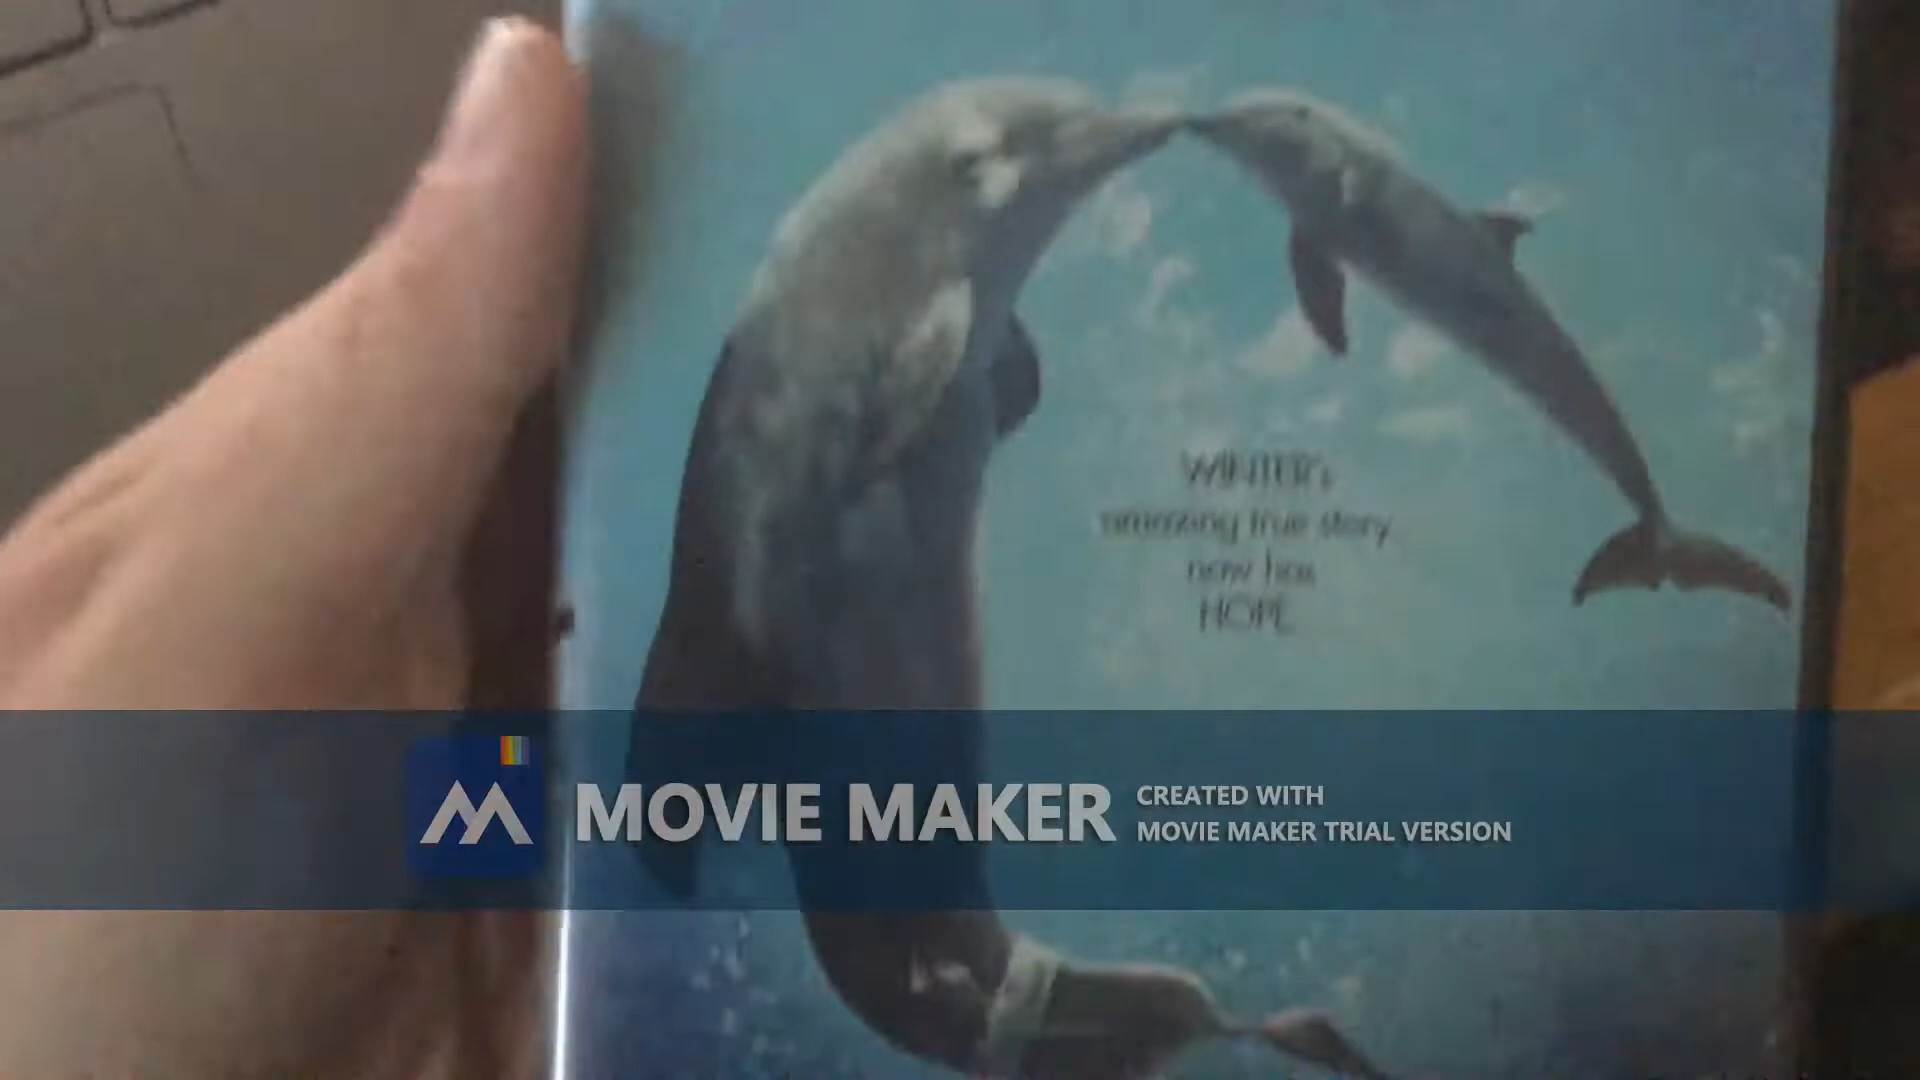 WINTER's
amazing true story
now has
HOPE
MOVIE MAKER
CREATED WITH
MOVIE MAKER TRIAL VERSION